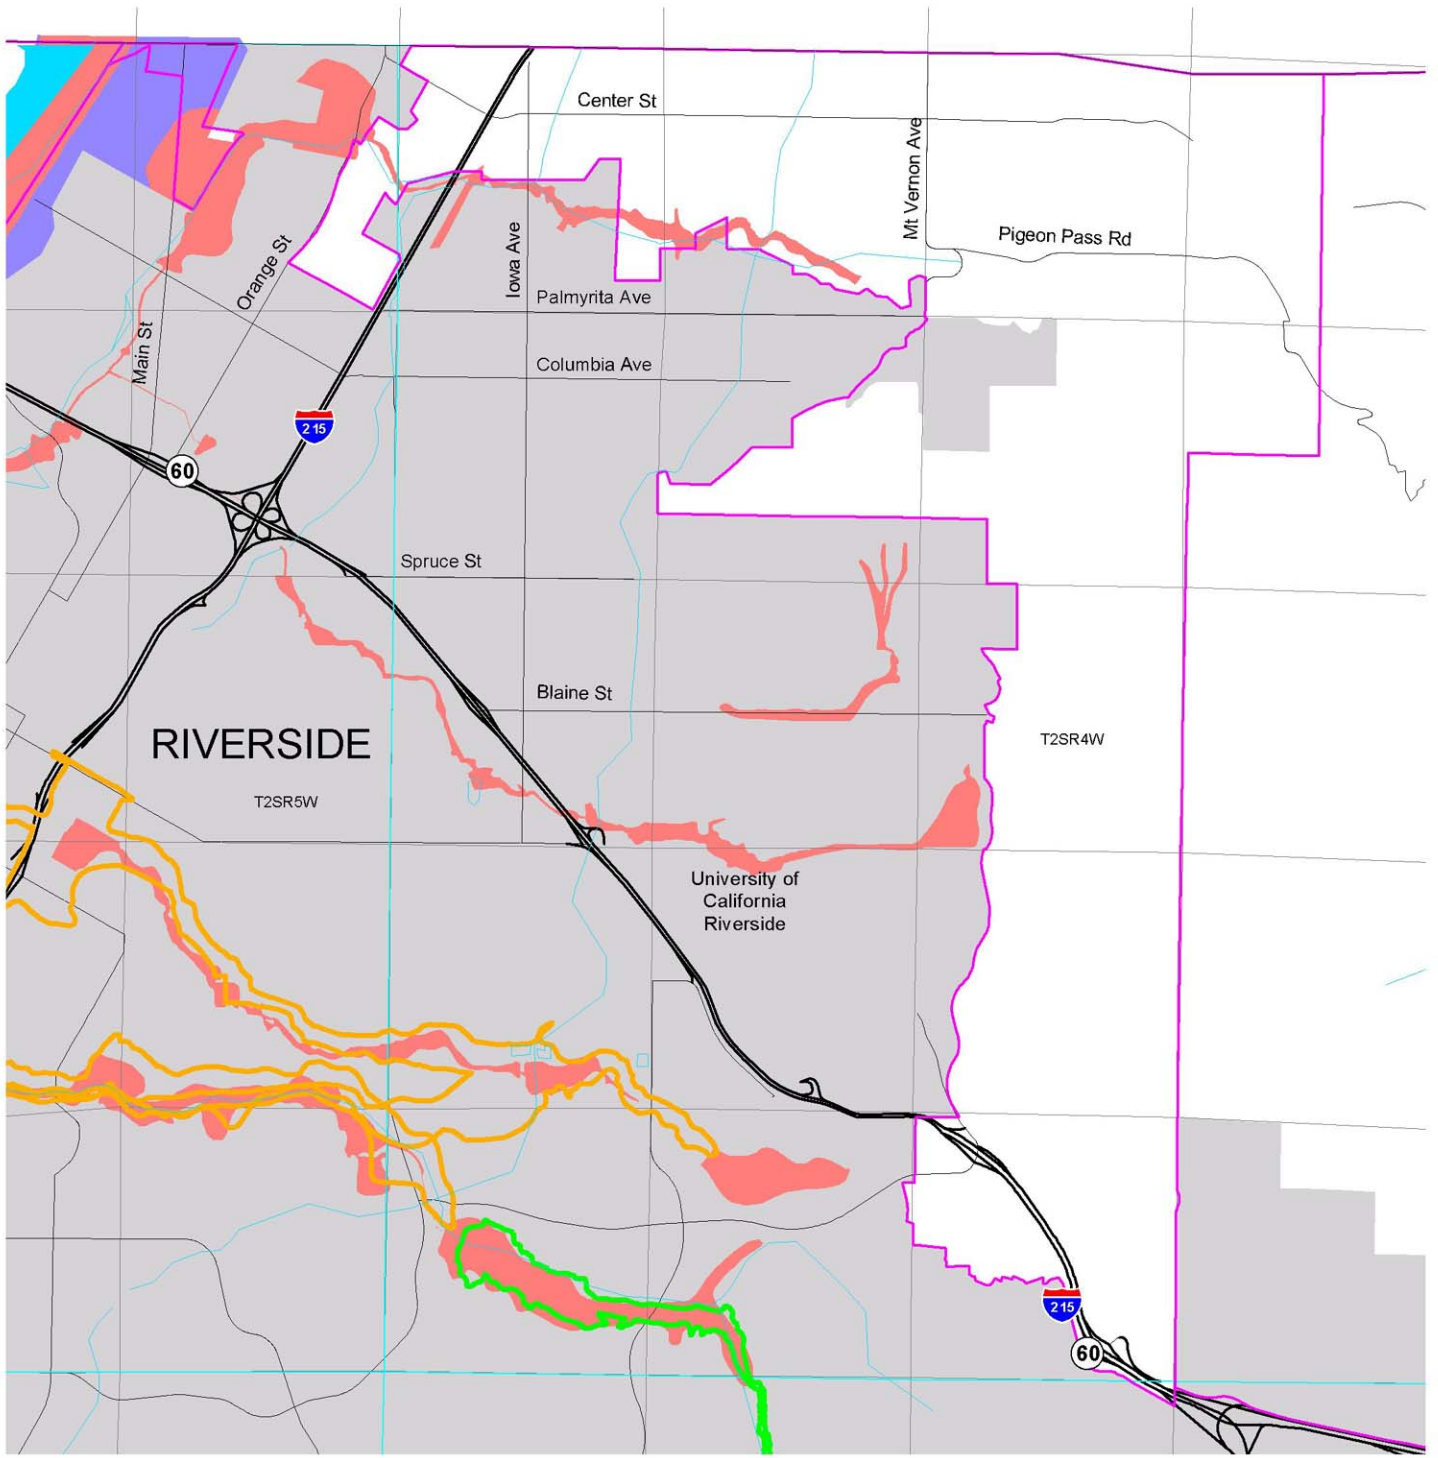 Center St
Mt Vernon Ave
Pigeon Pass Rd
Orange St
Iowa Ave
Palmyrita Ave
Main St
Columbia Ave
215
60
Spruce St
Blaine St
RIVERSIDE
T2SR4W
T2SR5W
University of
California
Riverside
215
60